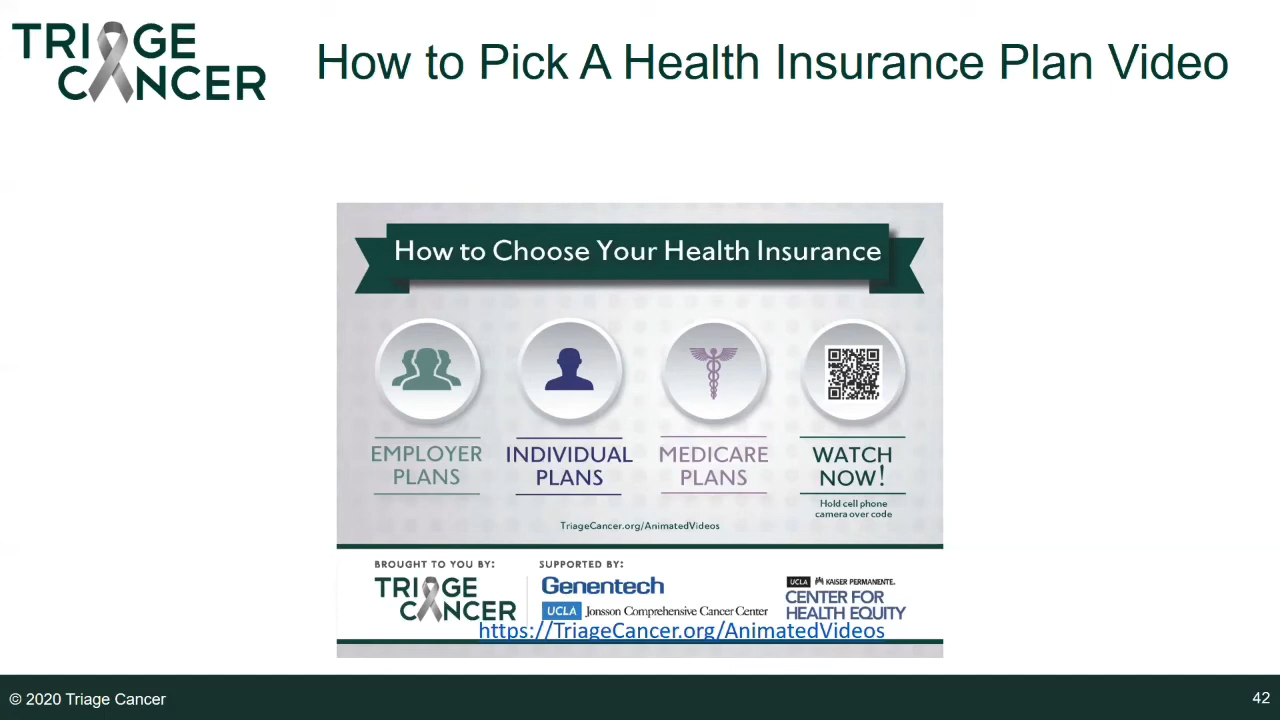 TRIAGE
CANCER
How to Pick A Health Insurance Plan Video
How to Choose Your Health Insurance
EMPLOYER
PLANS
INDIVIDUAL
PLANS
MEDICARE
PLANS
WATCH
NOW!
Hold cell phone
camera over code
TriageCancer.org/AnimatedVideos
BROUGHT TO YOU BY:
TRIAGE
CANCER
SUPPORTED BY:
Genentech
UCLA Jonsson Comprehensive Cancer Center
UCLA KAISER PERMANENTE.
CENTER FOR
HEALTH EQUITY
https://TriageCancer.org/AnimatedVideos
© 2020 Triage Cancer
42